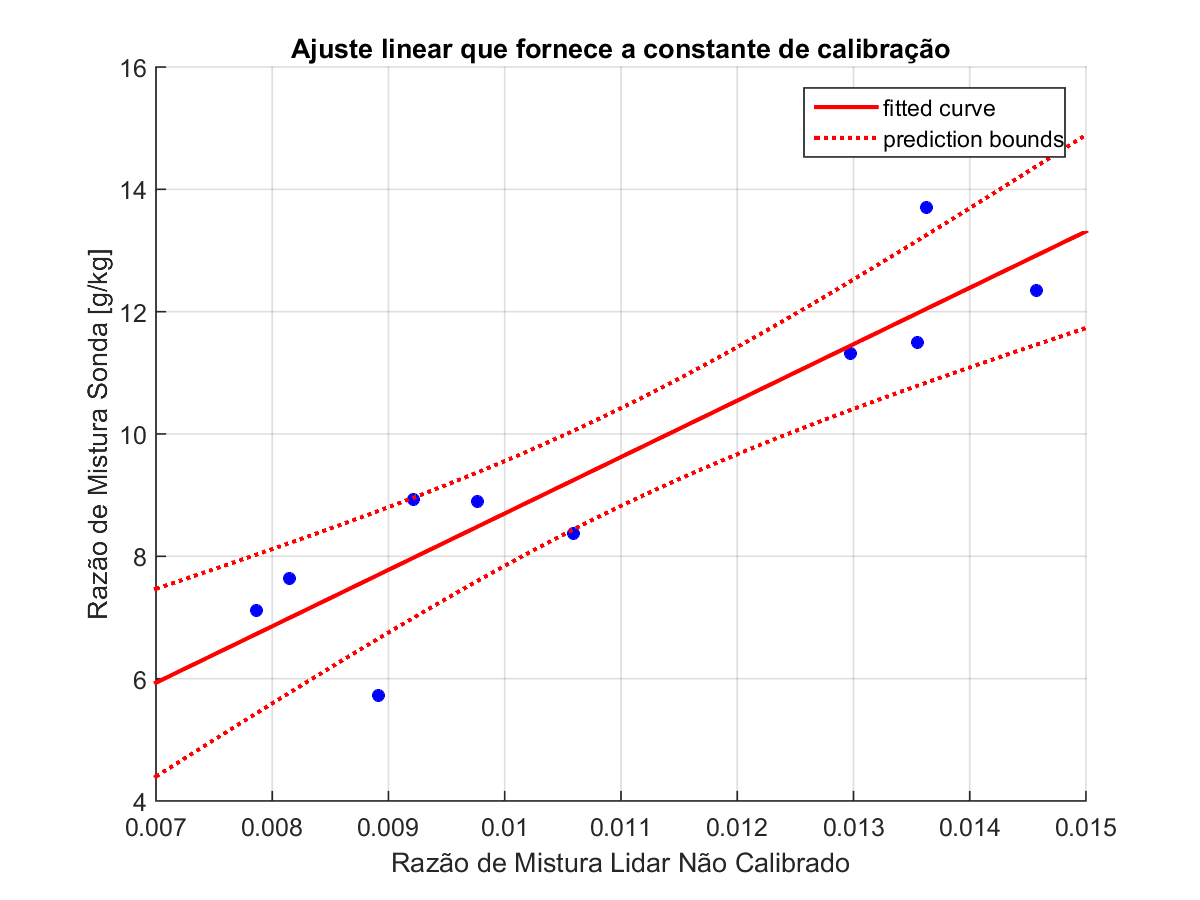 Ajuste linear que fornece a constante de calibração
fitted curve
prediction bounds
Razão de Mistura Sonda [g/kg]
16
14
12
10
8
6
4
0.007 0.008 0.009 0.01 0.011 0.012 0.013 0.014 0.015
Razão de Mistura Lidar Não Calibrado